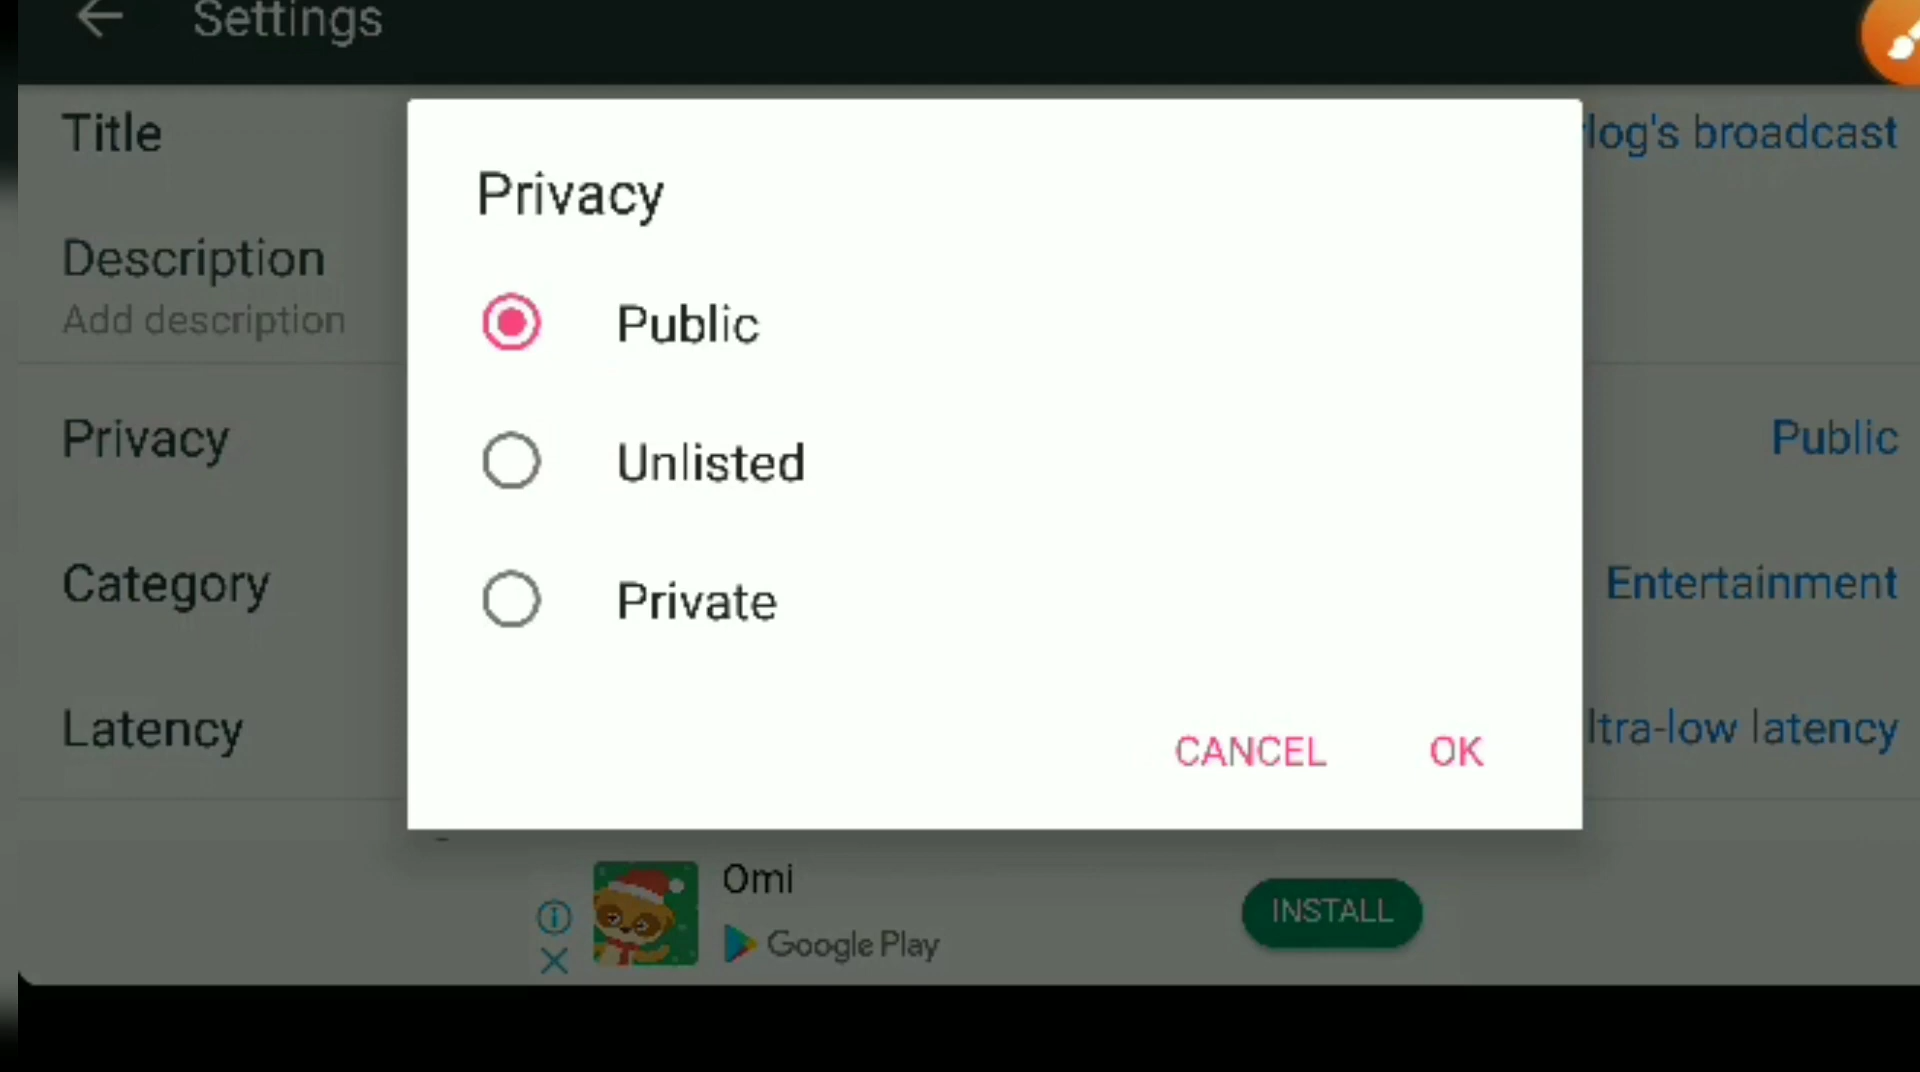 Settings
Title
log's broadcast
Description
Add description
Privacy
Public
Category
Entertainment
Latency
ltra-low latency
Privacy
Public
Unlisted
Private
CANCEL OK
Omi
Google Play
INSTALL